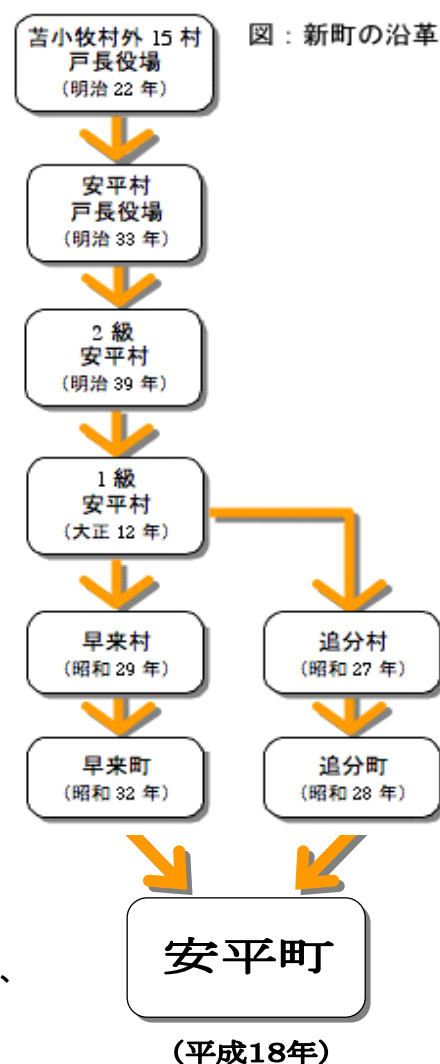 図：新町の沿革
苫小牧村外 15 村
戸長役場
（明治 22 年）
安平村
戸長役場
（明治 33 年）
2 級
安平村
（明治 39 年）
1 級
安平村
（大正 12 年）
早来村
（昭和 29 年）
追分村
（昭和 27 年）
早来町
（昭和 32 年）
追分町
（昭和 28 年）
安平町
、
（平成18年）